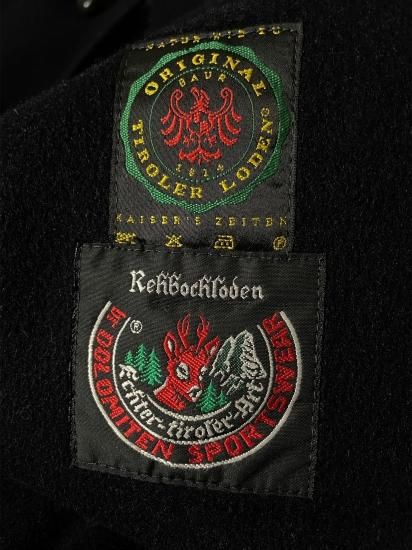 NATUR WIE ZU
ORIGINAL
BAUR
1814
TIROLER LODEN®
KAISER'S ZEITEN
P
Rehbockloden
®
Echter-tiroler-Art
DOLOMITEN SPORTSWEAR